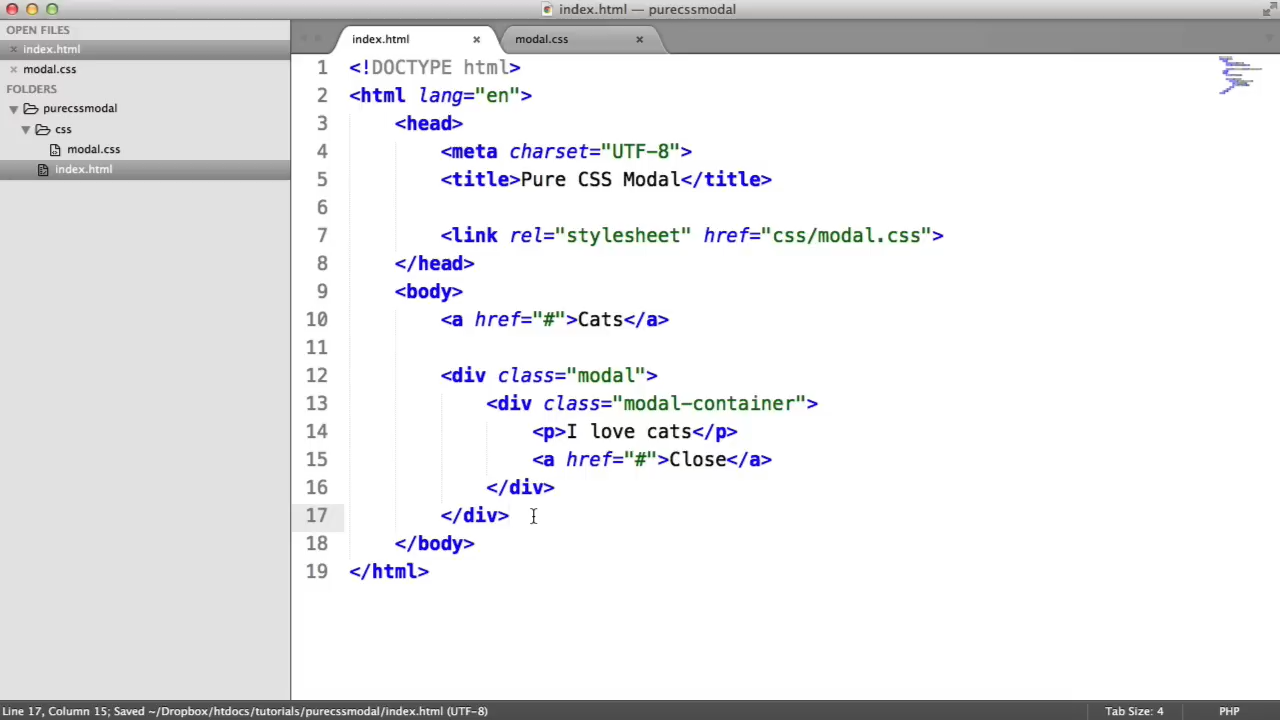 index.html — purecssmodal
OPEN FILES
index.html
modal.css
FOLDERS
purecssmodal
css
modal.css
index.html
index.html
modal.css
1 <!DOCTYPE html>
2 <html lang="en">
3 <head>
4 <meta charset="UTF-8">
5 <title>Pure CSS Modal</title>
6
7 <link rel="stylesheet" href="css/modal.css">
8 </head>
9 <body>
10 <a href="#">Cats</a>
11
12 <div class="modal">
13 <div class="modal-container">
14 <p>I love cats</p>
15 <a href="#">Close</a>
16 </div>
17 </div>
18 </body>
19 </html>
Line 17, Column 15; Saved ~/Dropbox/htdocs/tutorials/purecssmodal/index.html (UTF-8)
Tab Size: 4
PHP